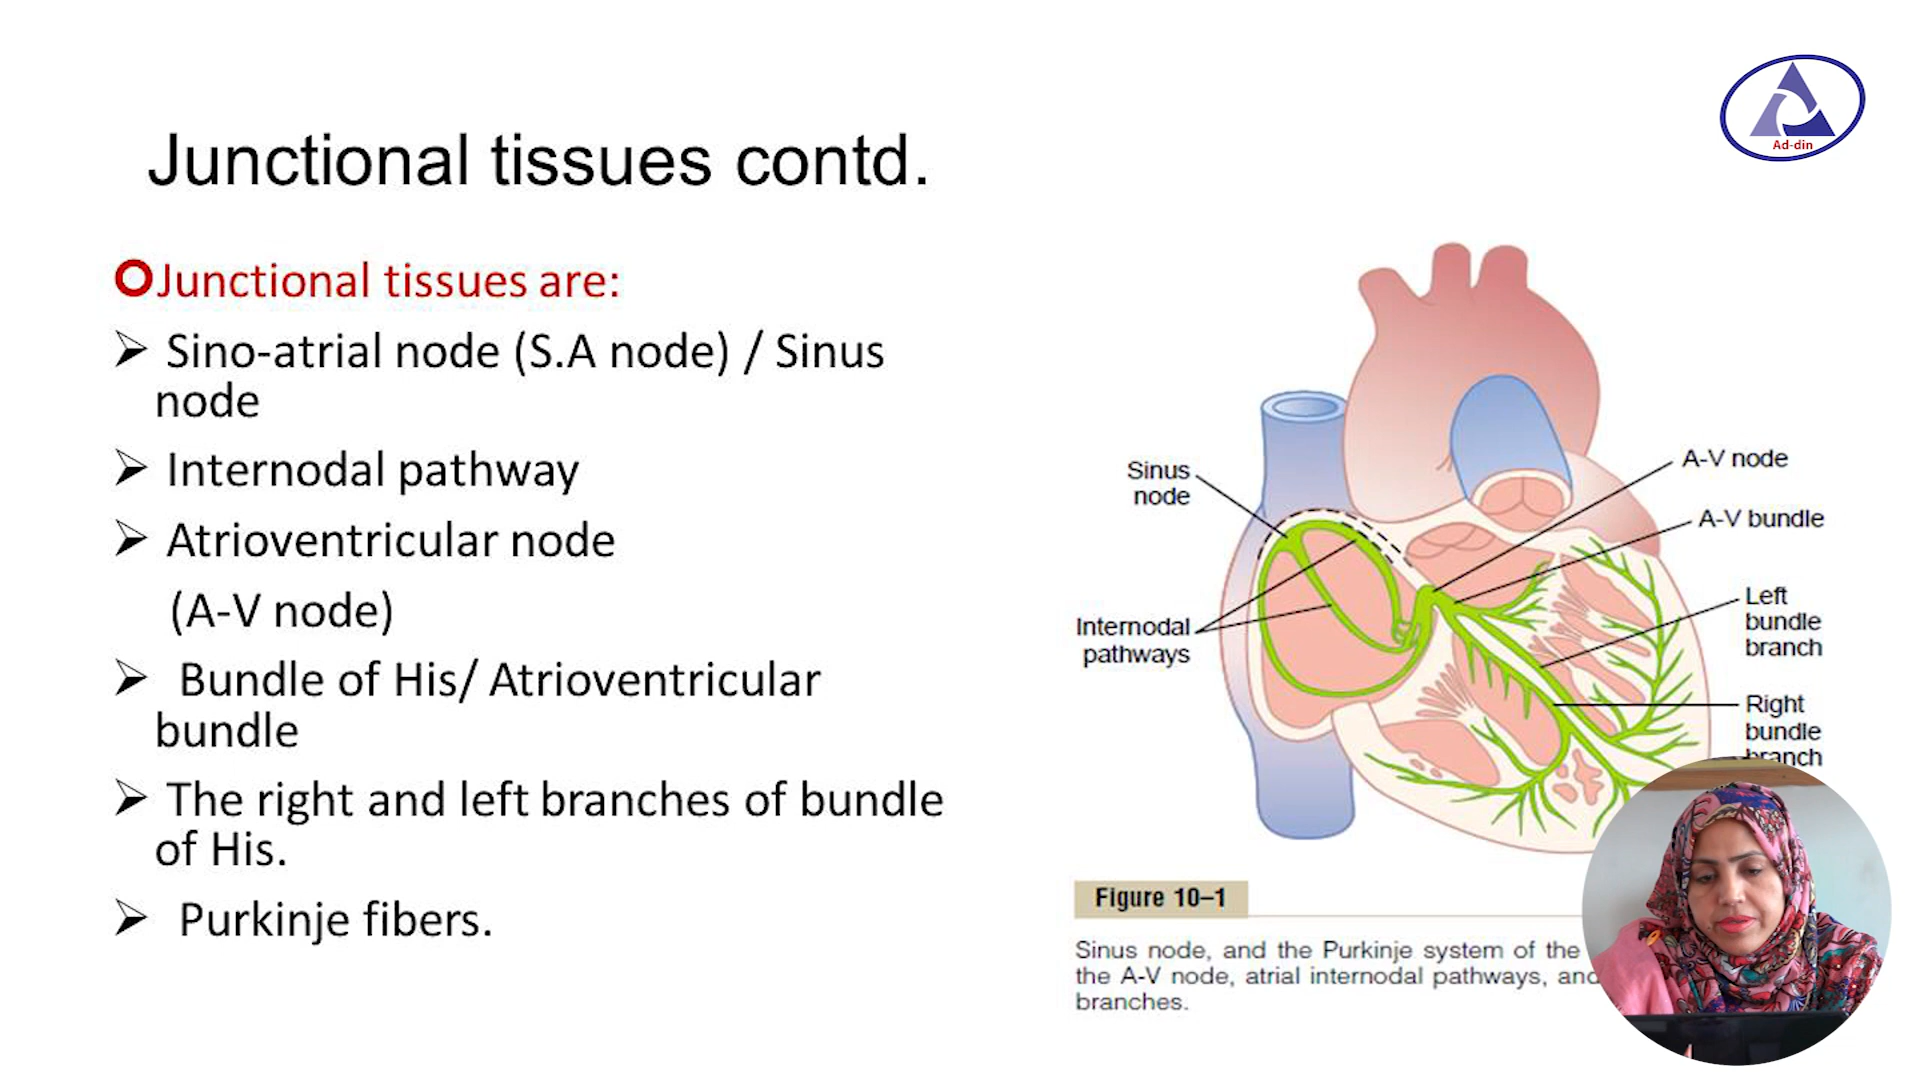 Ad-din
Junctional tissues contd.
Junctional tissues are:
Sino-atrial node (S.A node) / Sinus
node
Internodal pathway
Atrioventricular node
(A-V node)
Bundle of His/ Atrioventricular
bundle
The right and left branches of bundle
of His.
Purkinje fibers.
Sinus
node
Internodal
pathways
A-V node
A-V bundle
Left
bundle
branch
Right
bundle
branch
Figure 10–1
Sinus node, and the Purkinje system of the
the A-V node, atrial internodal pathways, and
branches.